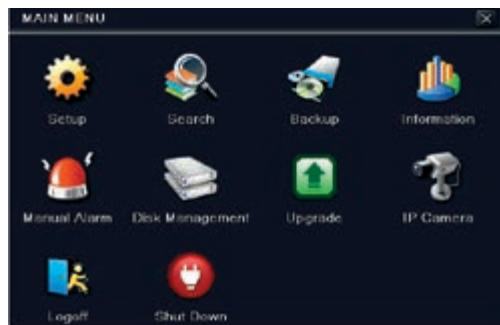 MAIN MENU
Setup Search Backup Information
Manual Alarm Disk Management Upgrade IP Camera
Logoff Shut Down